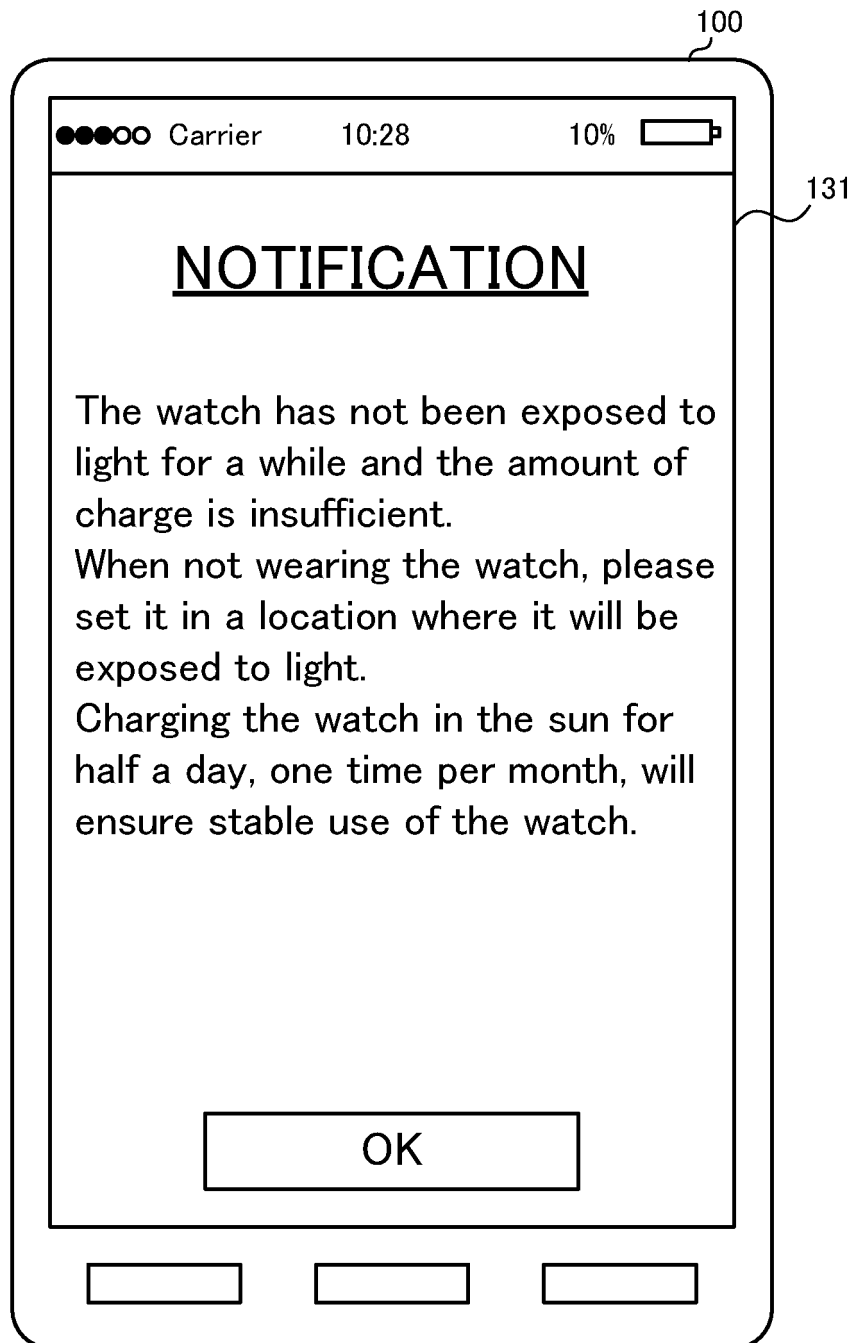 100
Carrier 10:28 10%
131
NOTIFICATION
The watch has not been exposed to
light for a while and the amount of
charge is insufficient.
When not wearing the watch, please
set it in a location where it will be
exposed to light.
Charging the watch in the sun for
half a day, one time per month, will
ensure stable use of the watch.
OK